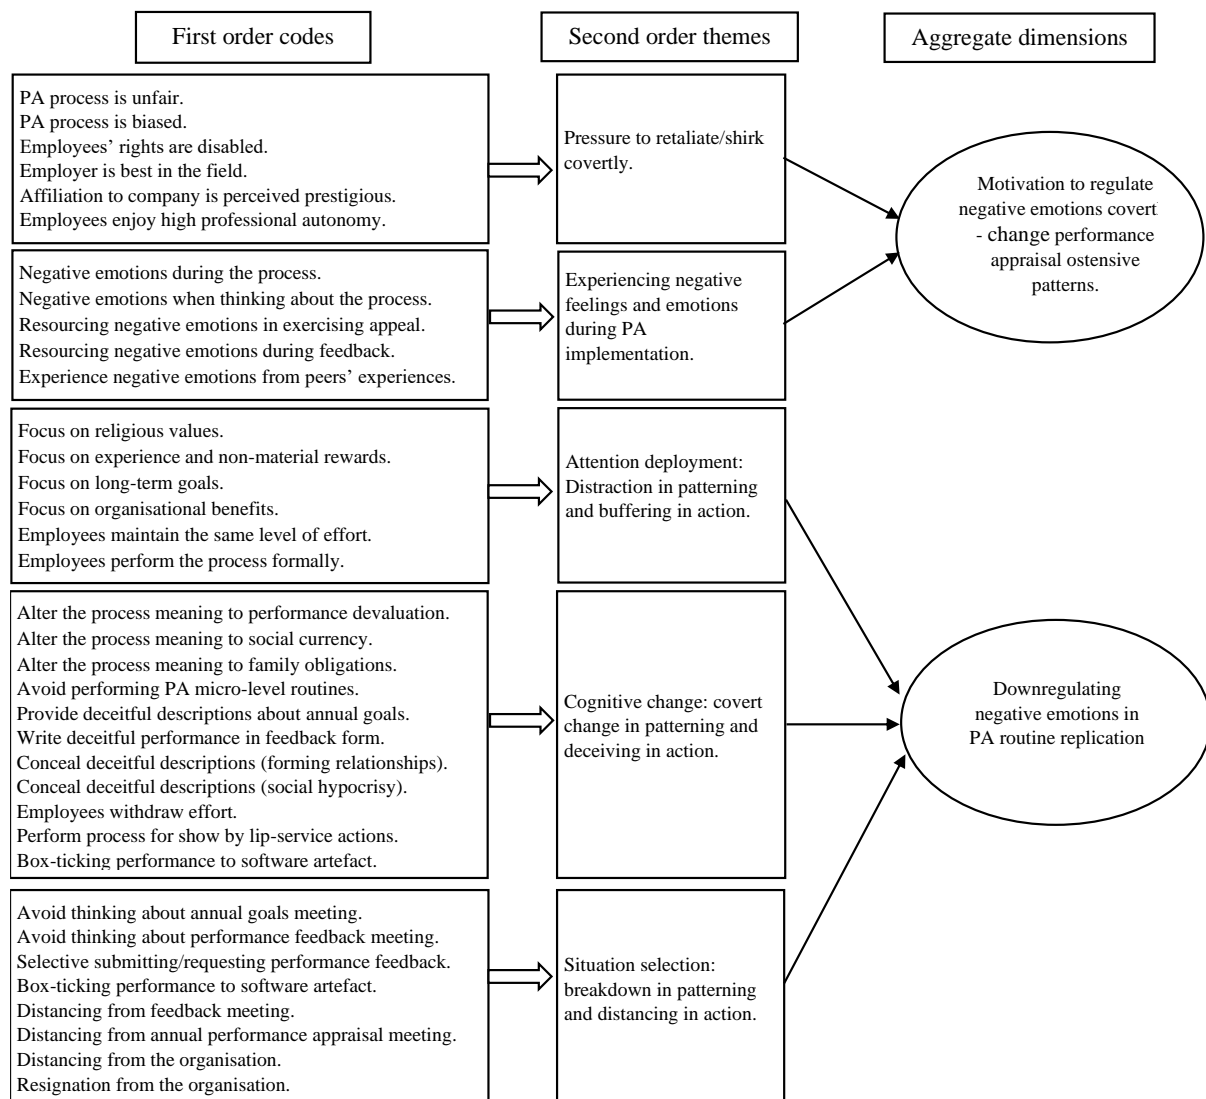 First order codes
Second order themes
Aggregate dimensions
PA process is unfair.
PA process is biased.
Employees’ rights are disabled.
Employer is best in the field.
Affiliation to company is perceived prestigious.
Employees enjoy high professional autonomy.
Pressure to retaliate/shirk
covertly.
Motivation to regulate
negative emotions covert
- change performance
appraisal ostensive
patterns.
Negative emotions during the process.
Negative emotions when thinking about the process.
Resourcing negative emotions in exercising appeal.
Resourcing negative emotions during feedback.
Experience negative emotions from peers’ experiences.
Experiencing negative
feelings and emotions
during PA
implementation.
Focus on religious values.
Focus on experience and non-material rewards.
Focus on long-term goals.
Focus on organisational benefits.
Employees maintain the same level of effort.
Employees perform the process formally.
Attention deployment:
Distraction in patterning
and buffering in action.
Alter the process meaning to performance devaluation.
Alter the process meaning to social currency.
Alter the process meaning to family obligations.
Avoid performing PA micro-level routines.
Provide deceitful descriptions about annual goals.
Write deceitful performance in feedback form.
Conceal deceitful descriptions (forming relationships).
Conceal deceitful descriptions (social hypocrisy).
Employees withdraw effort.
Perform process for show by lip-service actions.
Box-ticking performance to software artefact.
Cognitive change: covert
change in patterning and
deceiving in action.
Downregulating
negative emotions in
PA routine replication
Avoid thinking about annual goals meeting.
Avoid thinking about performance feedback meeting.
Selective submitting/requesting performance feedback.
Box-ticking performance to software artefact.
Distancing from feedback meeting.
Distancing from annual performance appraisal meeting.
Distancing from the organisation.
Resignation from the organisation.
Situation selection:
breakdown in patterning
and distancing in action.